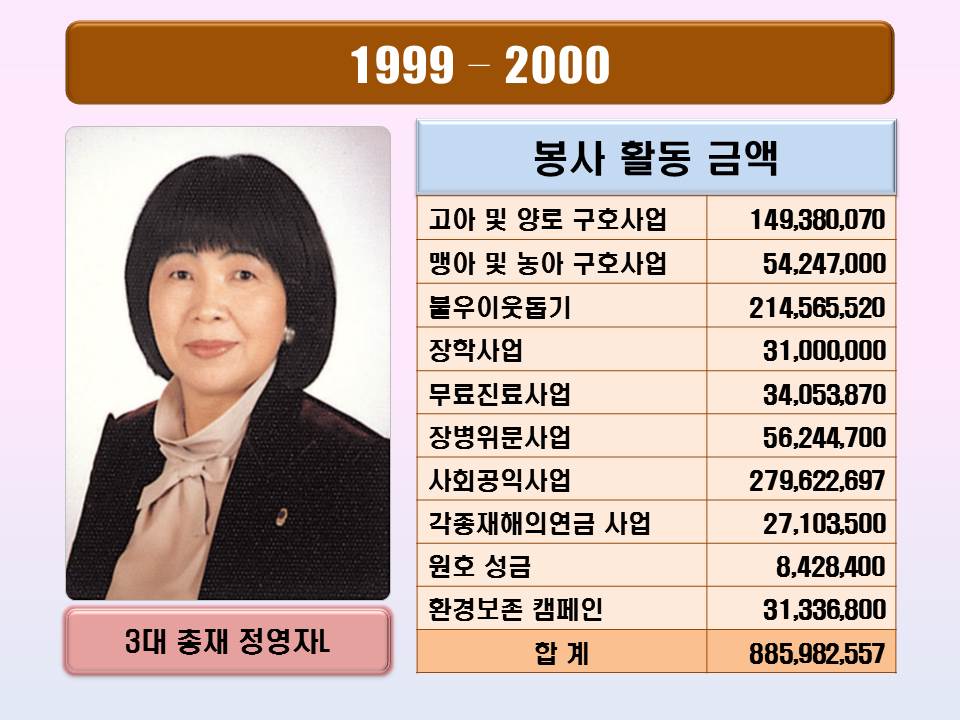 1999 – 2000
봉사 활동 금액
고아 및 양로 구호사업 149,380,070
맹아 및 농아 구호사업 54,247,000
불우이웃돕기 214,565,520
장학사업 31,000,000
무료진료사업 34,053,870
장병위문사업 56,244,700
사회공익사업 279,622,697
각종재해의연금 사업 27,103,500
원호 성금 8,428,400
환경보존 캠페인 31,336,800
합 계 885,982,557
3대 총재 정영자L